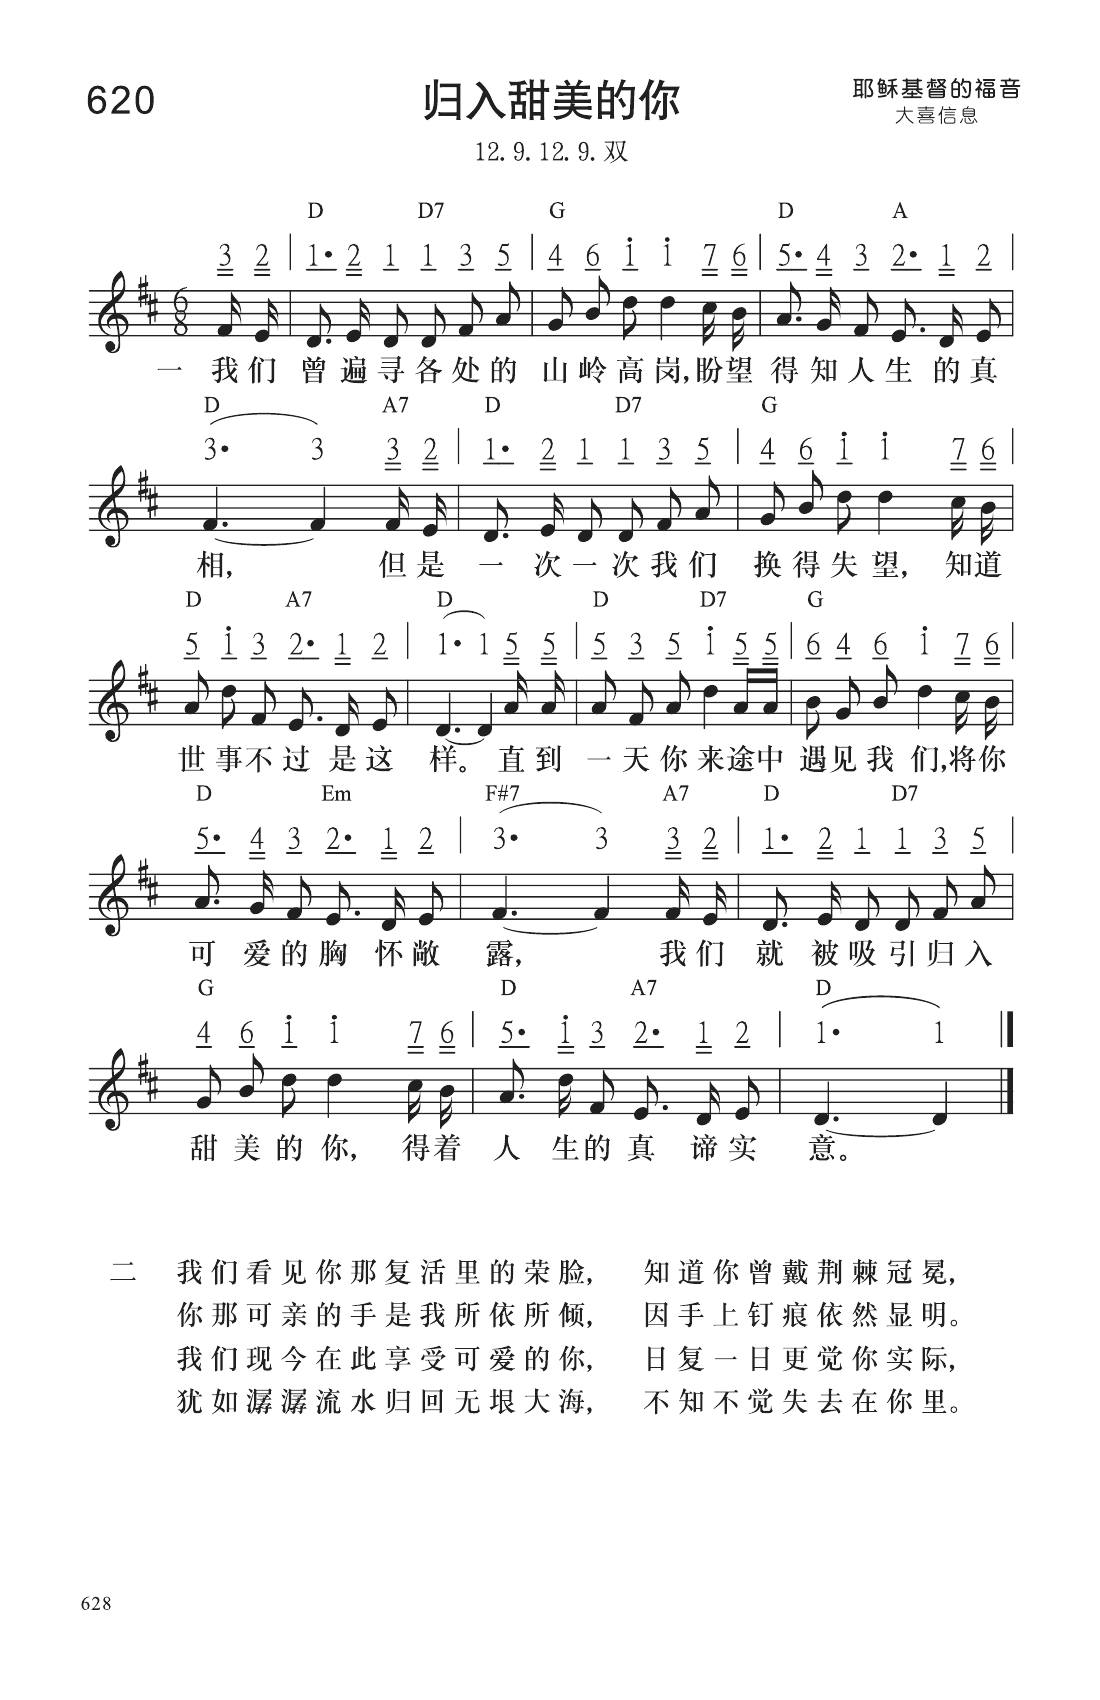 620
归入甜美的你
耶稣基督的福音
大喜信息
12. 9. 12. 9. 双
D D7 G D A
3 2 | 1• 2 1 1 3 5 | 4 6 i i 7 6 | 5• 4 3 2• 1 2 |
6
8
一 我们 曾遍寻各处的 山岭高岗,盼望 得知人生的真
D A7 D D7 G
3• 3 3 2 | 1• 2 1 1 3 5 | 4 6 i i 7 6 |
相, 但是 一次一次我们 换得失望, 知道
D A7 D D D7 G
5 i 3 2• 1 2 | 1• 1 5 5 | 5 3 5 i 5 5 | 6 4 6 i 7 6 |
世事不过是这 样。 直到 一天你来途中 遇见我们,将你
D Em F#7 A7 D D7
5• 4 3 2• 1 2 | 3• 3 3 2 | 1• 2 1 1 3 5 |
可爱的胸怀敞 露, 我们 就被吸引归入
G D A7 D
4 6 i i 7 6 | 5• i 3 2• 1 2 | 1• 1
甜美的你, 得着 人生的真谛实 意。
二 我们看见你那复活里的荣脸, 知道你曾戴荆棘冠冕,
你那可亲的手是我所依所倾, 因手上钉痕依然显明。
我们现今在此享受可爱的你, 日复一日更觉你实际,
犹如潺潺流水归回无垠大海, 不知不觉失去在你里。
628